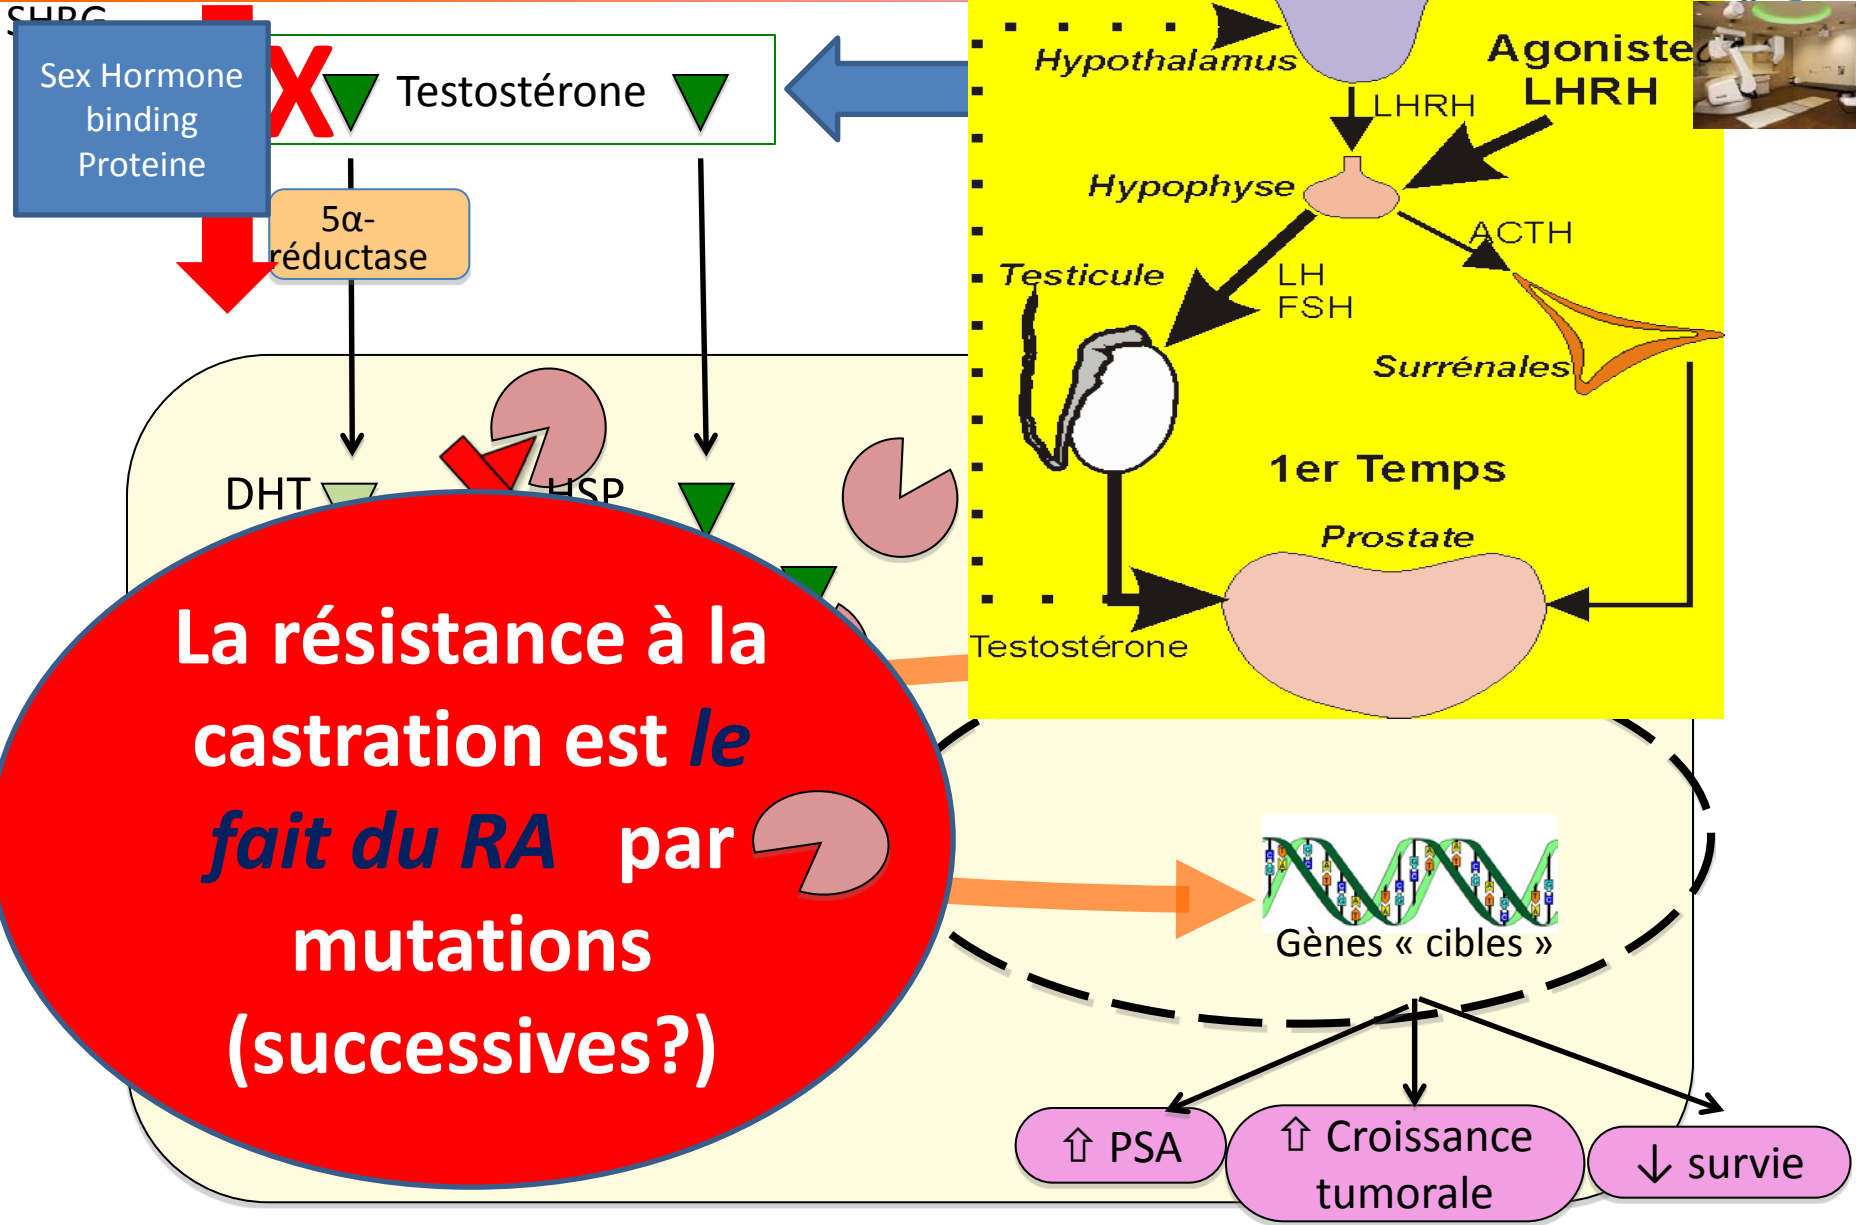 SHBG
Sex Hormone
binding
Proteine
Testostérone
5α-
réductase
DHT
HSP
La résistance à la
castration est le
fait du RA par
mutations
(successives?)
Hypothalamus
Agoniste
LHRH
LHRH
Hypophyse
ACTH
Testicule
LH
FSH
Surrénales
1er Temps
Prostate
Testostérone
Gènes « cibles »
⇧ PSA
⇧ Croissance
tumorale
↓ survie